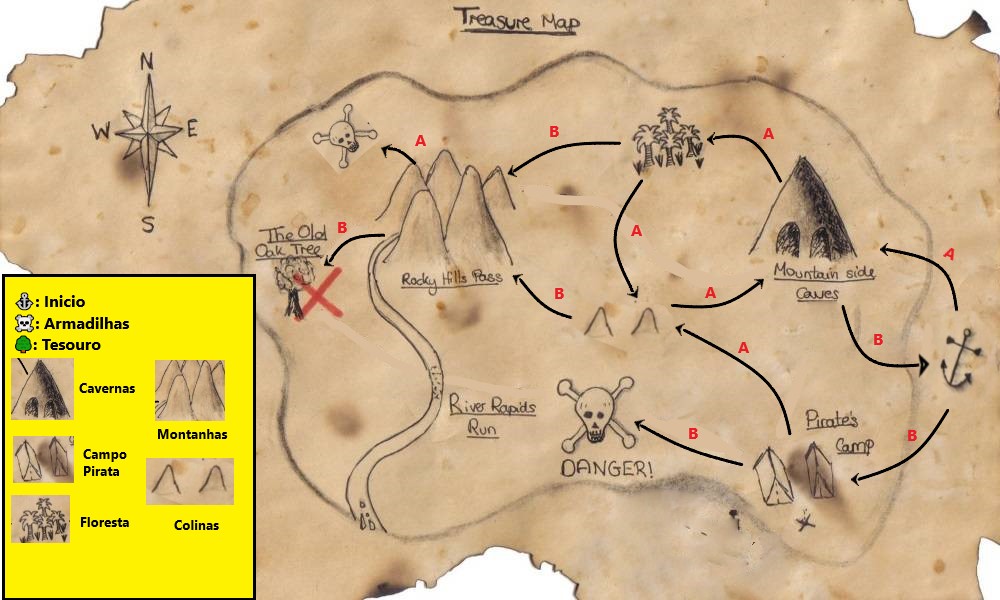 Treasure Map
N
W
E
S
A
B
A
A
B
The Old
Oak Tree
Rocky Hills Pass
B
A
Mountain side
Caves
A
B
A
River Rapids
Run
B
DANGER!
Pirate's
Camp
B
: Inicio
: Armadilhas
: Tesouro
Cavernas
Montanhas
Campo
Pirata
Colinas
Floresta